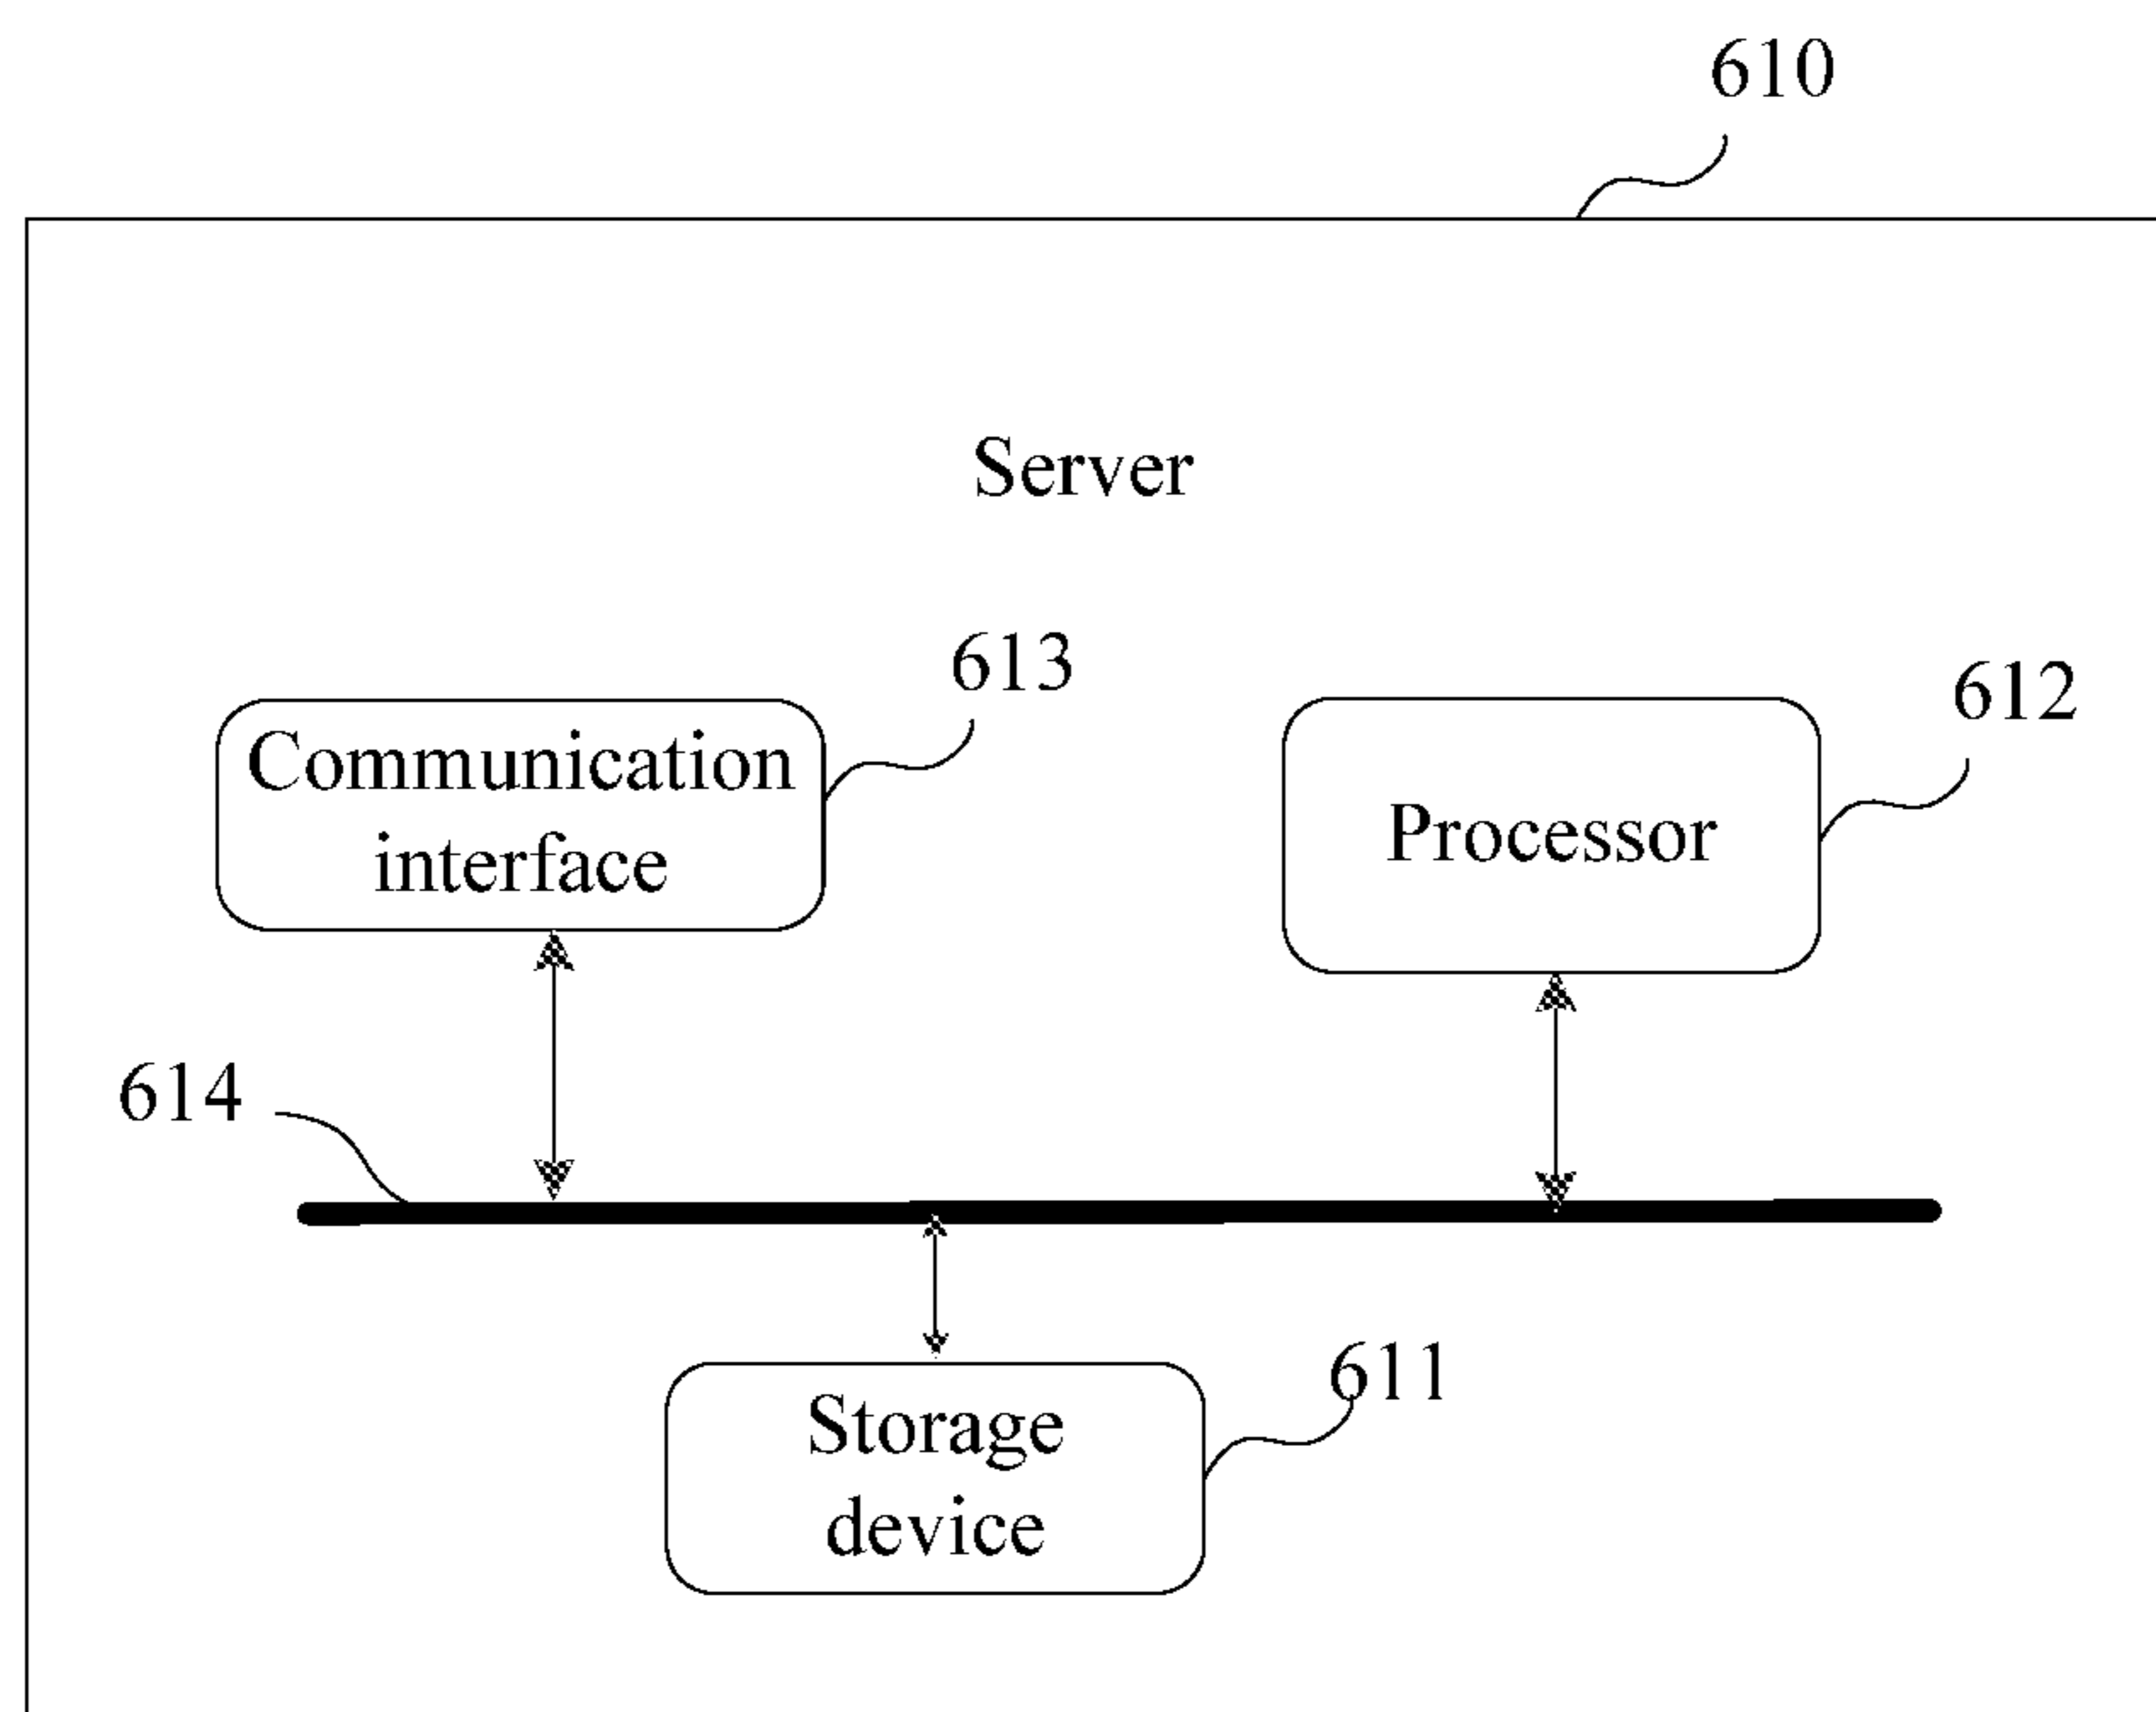 610
Server
613
612
Communication
interface
Processor
614
611
Storage
device